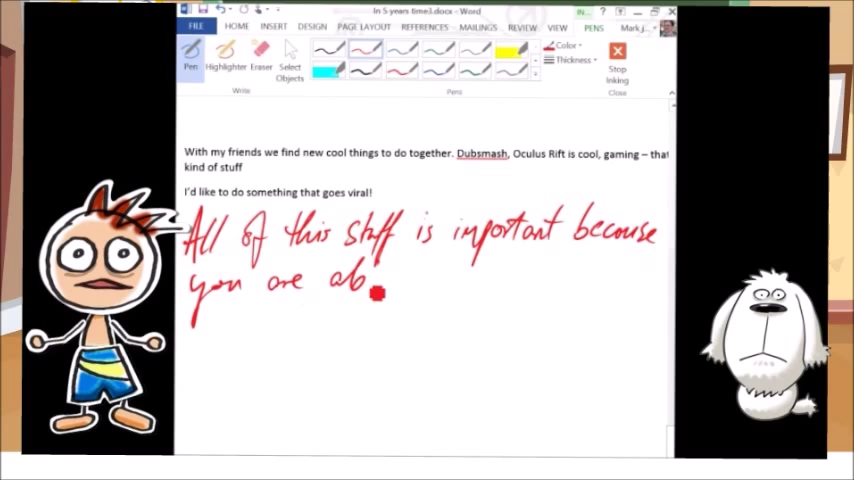 In 5 years time3.docx - Word
IN...
FILE HOME INSERT DESIGN PAGE LAYOUT REFERENCES MAILINGS REVIEW VIEW PENS Mark J...
Pen Highlighter Eraser Select Objects
Color
Thickness
Stop Inking
Write Pens Close
With my friends we find new cool things to do together. Dubsmash, Oculus Rift is cool, gaming – that
kind of stuff
I'd like to do something that goes viral!
All of this stuff is important because
you are ab